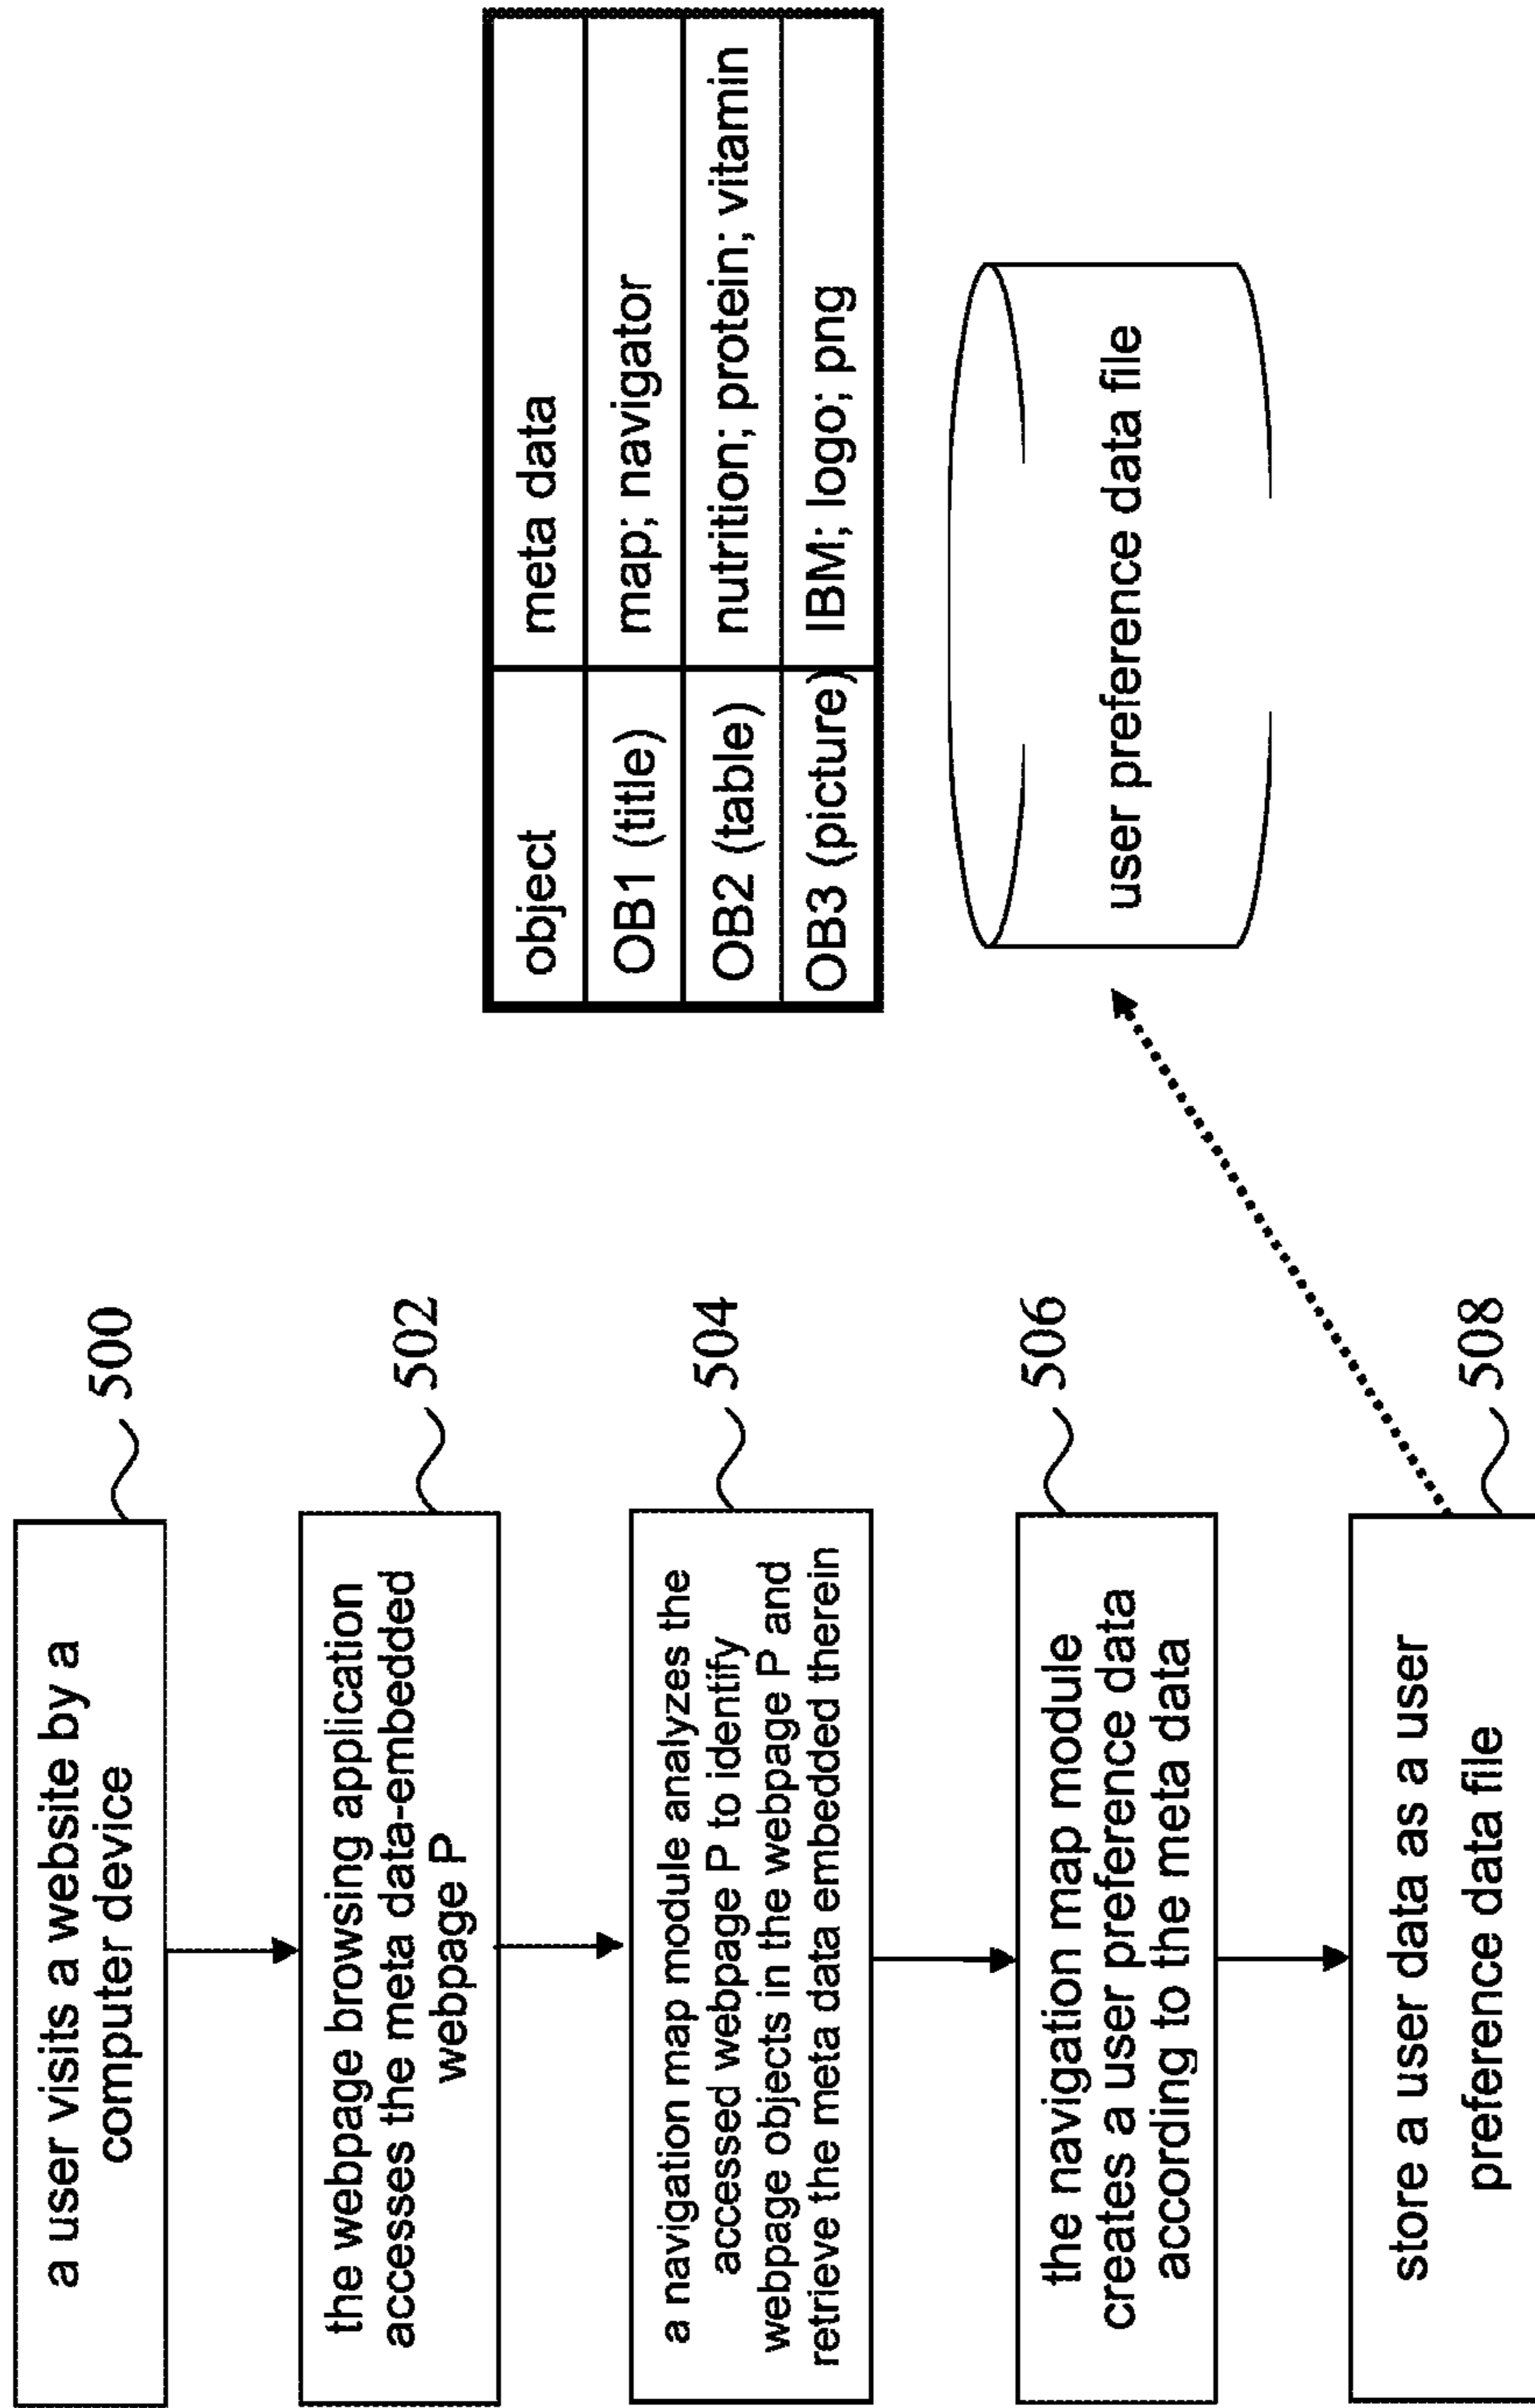 a user visits a website by a
computer device
500
the webpage browsing application
accesses the meta data-embedded
webpage P
502
a navigation map module analyzes the
accessed webpage P to identify
webpage objects in the webpage P and
retrieve the meta data embedded therein
504
the navigation map module
creates a user preference data
according to the meta data
506
store a user data as a user
preference data file
508
object meta data
OB1 (title) map; navigator
OB2 (table) nutrition; protein; vitamin
OB3 (picture) IBM; logo; png
user preference data file